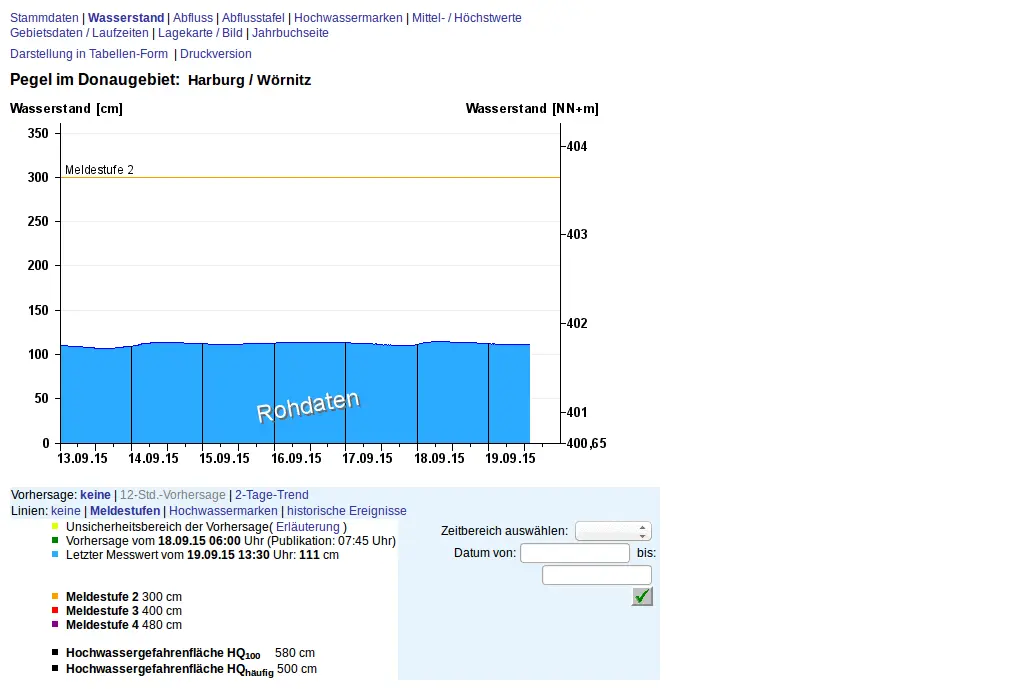 Stammdaten | Wasserstand | Abfluss | Abflusstafel | Hochwassermarken | Mittel- / Höchstwerte
Gebietsdaten / Laufzeiten | Lagekarte / Bild | Jahrbuchseite
Darstellung in Tabellen-Form | Druckversion
Pegel im Donaugebiet: Harburg / Wörnitz
Wasserstand [cm] Wasserstand [NN+m]
350
404
Meldestufe 2
300
250
403
200
150
402
100
50
401
Rohdaten
0 400,65
13.09.15 14.09.15 15.09.15 16.09.15 17.09.15 18.09.15 19.09.15
Vorhersage: keine | 12-Std.-Vorhersage | 2-Tage-Trend
Linien: keine | Meldestufen | Hochwassermarken | historische Ereignisse
Unsicherheitsbereich der Vorhersage( Erläuterung )
Vorhersage vom 18.09.15 06:00 Uhr (Publikation: 07:45 Uhr)
Letzter Messwert vom 19.09.15 13:30 Uhr: 111 cm
Meldestufe 2 300 cm
Meldestufe 3 400 cm
Meldestufe 4 480 cm
Hochwassergefahrenfläche HQ100 580 cm
Hochwassergefahrenfläche HQhäufig 500 cm
Zeitbereich auswählen:
Datum von: bis: